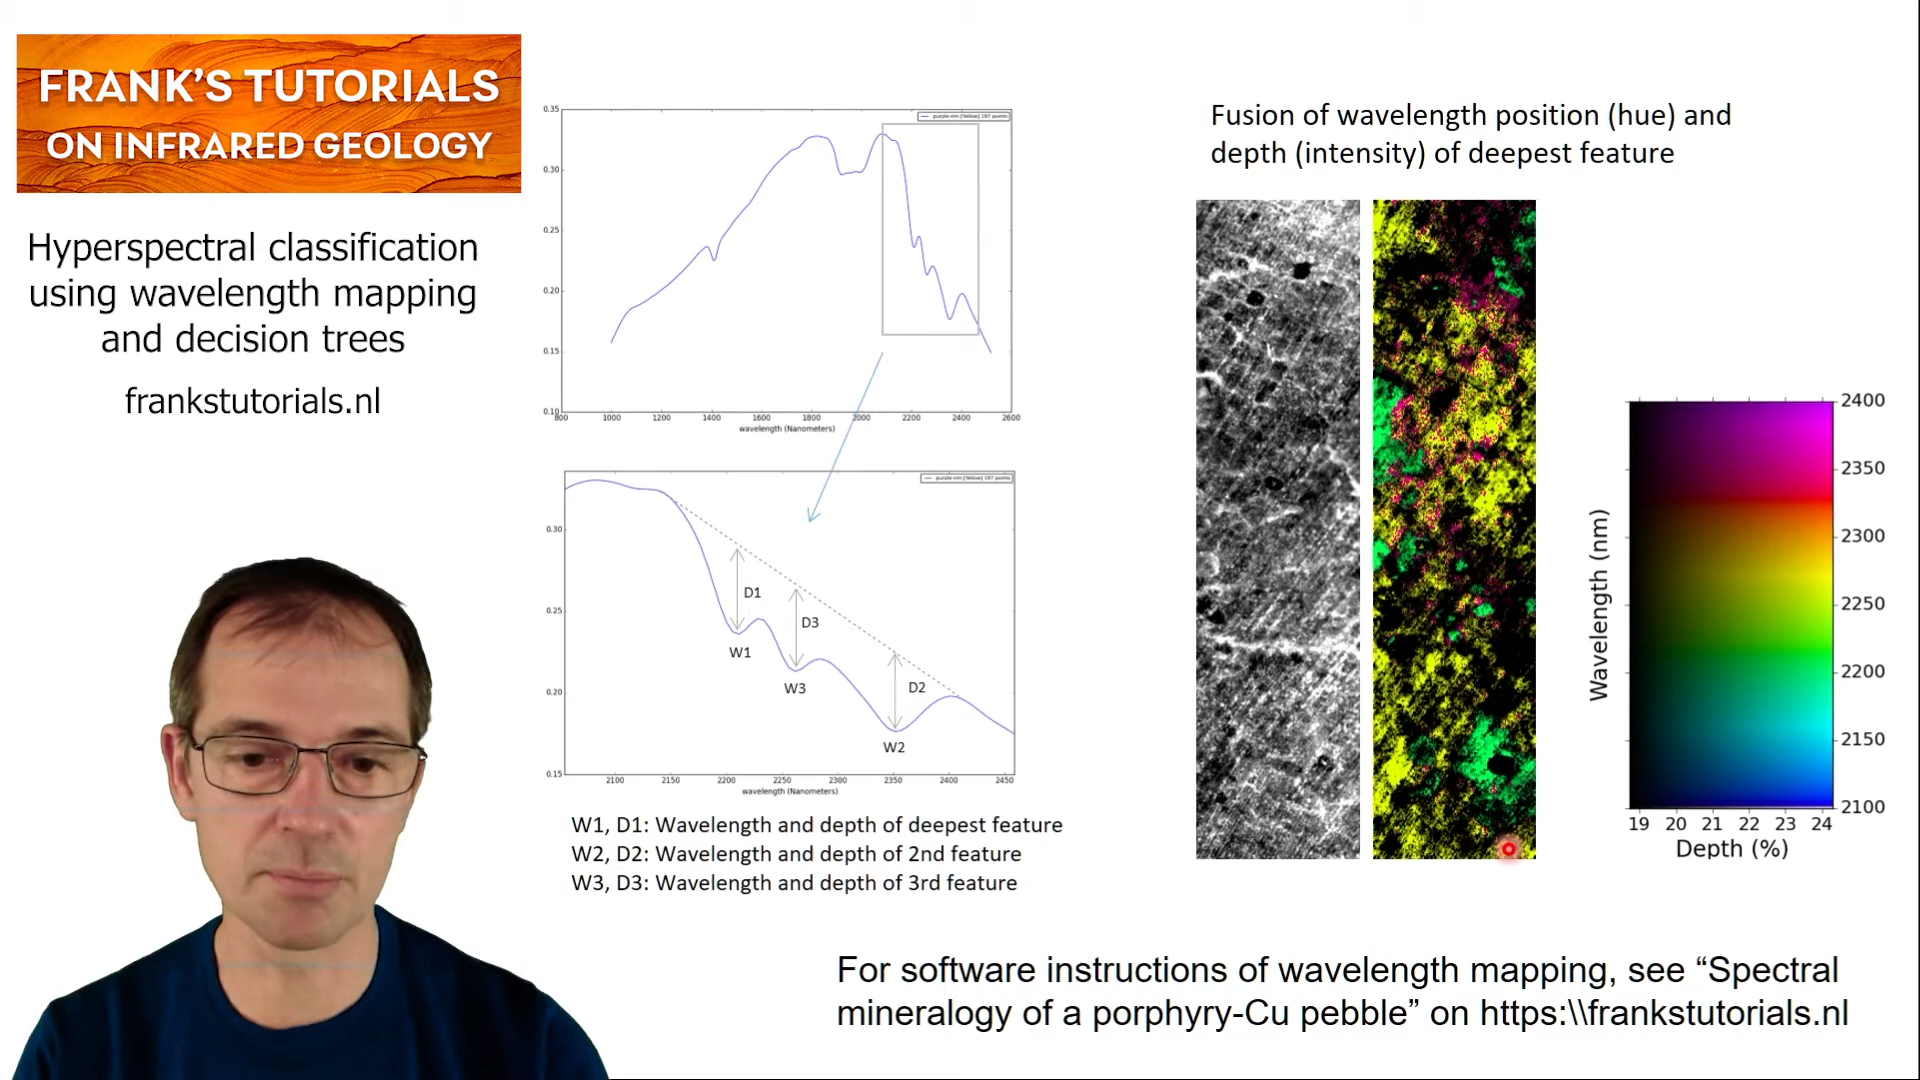 FRANK'S TUTORIALS
ON INFRARED GEOLOGY
Hyperspectral classification
using wavelength mapping
and decision trees
frankstutorials.nl
0.35
0.30
0.25
0.20
0.15
0.10
800 1000 1200 1400 1600 1800 2000 2200 2400 2600
wavelength (Nanometers)
0.30
0.25
0.20
0.15
D1
D3
W1
D2
W3
W2
2100 2150 2200 2250 2300 2350 2400 2450
wavelength (Nanometers)
W1, D1: Wavelength and depth of deepest feature
W2, D2: Wavelength and depth of 2nd feature
W3, D3: Wavelength and depth of 3rd feature
Fusion of wavelength position (hue) and
depth (intensity) of deepest feature
Wavelength (nm)
2400
2350
2300
2250
2200
2150
2100
19 20 21 22 23 24
Depth (%)
For software instructions of wavelength mapping, see “Spectral
mineralogy of a porphyry-Cu pebble” on https:\\frankstutorials.nl